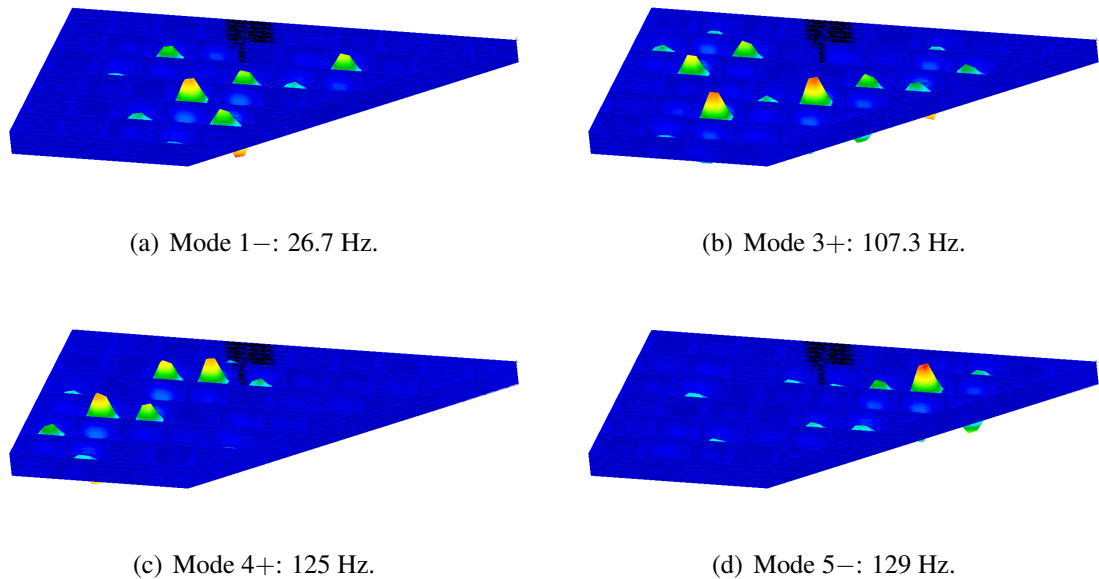 (a) Mode 1−: 26.7 Hz.
(b) Mode 3+: 107.3 Hz.
(c) Mode 4+: 125 Hz.
(d) Mode 5−: 129 Hz.